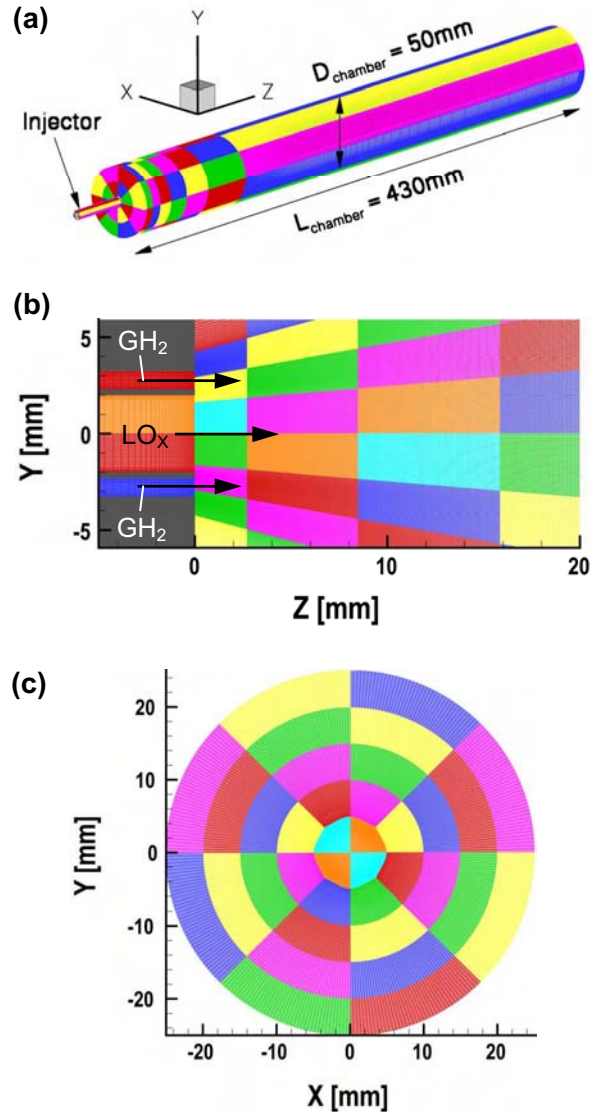 (a)
Y
X
Z
Injector
D_chamber = 50mm
L_chamber = 430mm
(b)
GH₂
LOₓ
GH₂
5
0
-5
Y [mm]
0
10
20
Z [mm]
(c)
20
10
0
-10
-20
Y [mm]
-20
-10
0
10
20
X [mm]